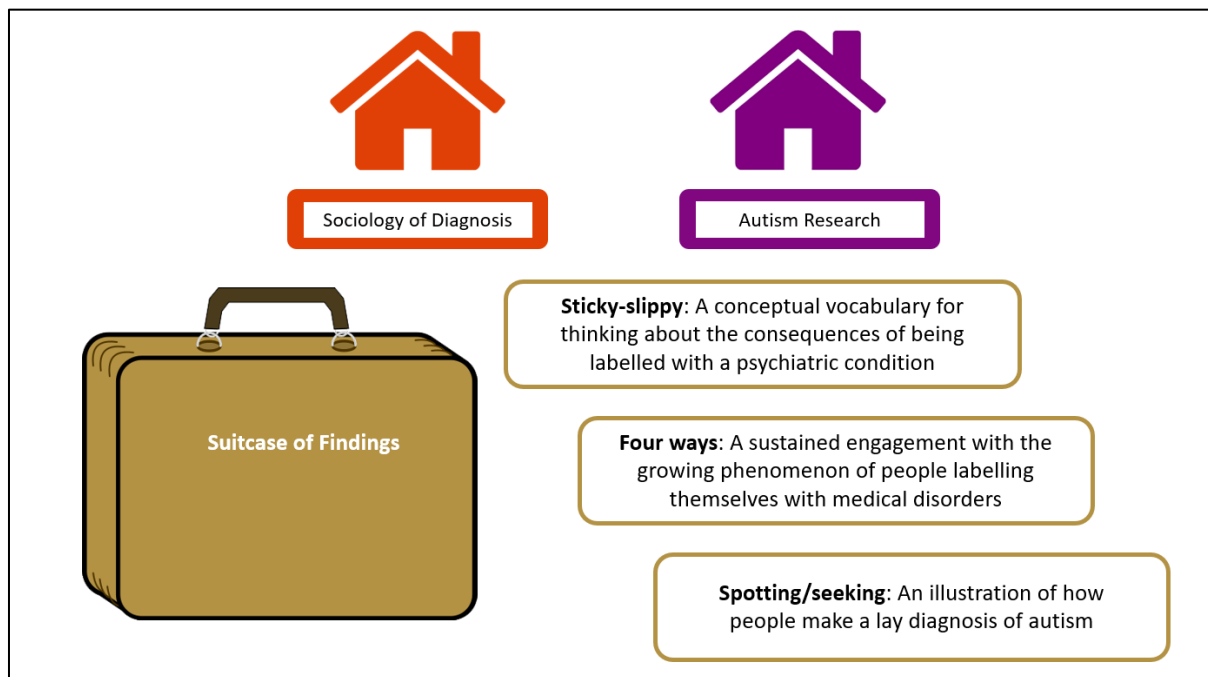 Sociology of Diagnosis
Autism Research
Suitcase of Findings
Sticky-slippy: A conceptual vocabulary for
thinking about the consequences of being
labelled with a psychiatric condition
Four ways: A sustained engagement with the
growing phenomenon of people labelling
themselves with medical disorders
Spotting/seeking: An illustration of how
people make a lay diagnosis of autism